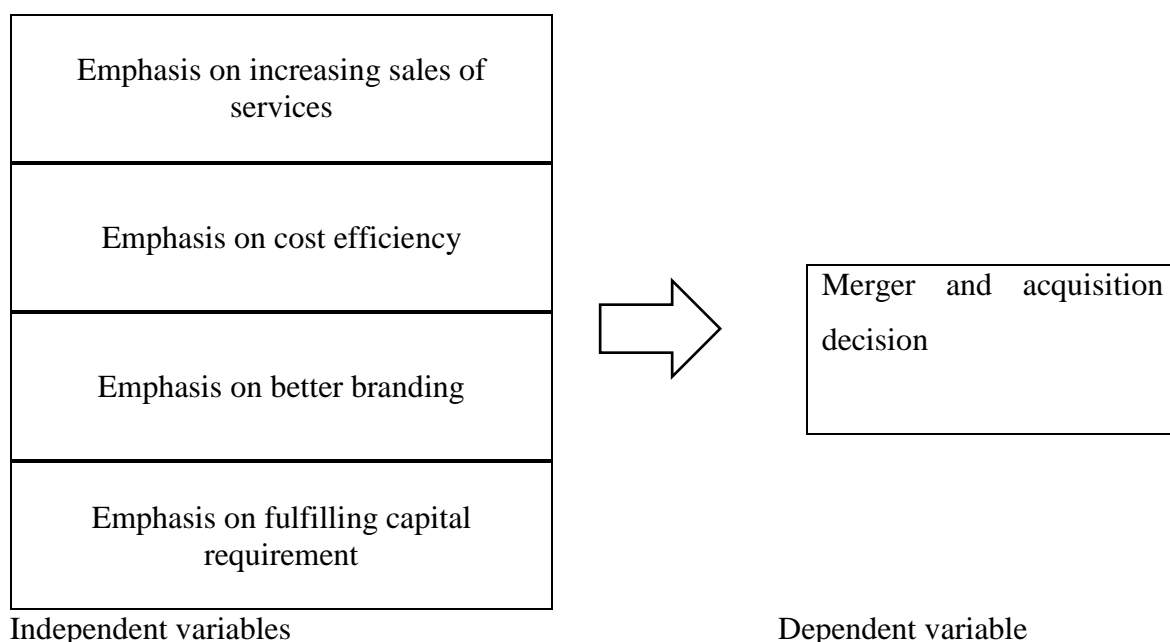 Emphasis on increasing sales of
services
Emphasis on cost efficiency
Emphasis on better branding
Emphasis on fulfilling capital
requirement
Merger and acquisition
decision
Independent variables
Dependent variable